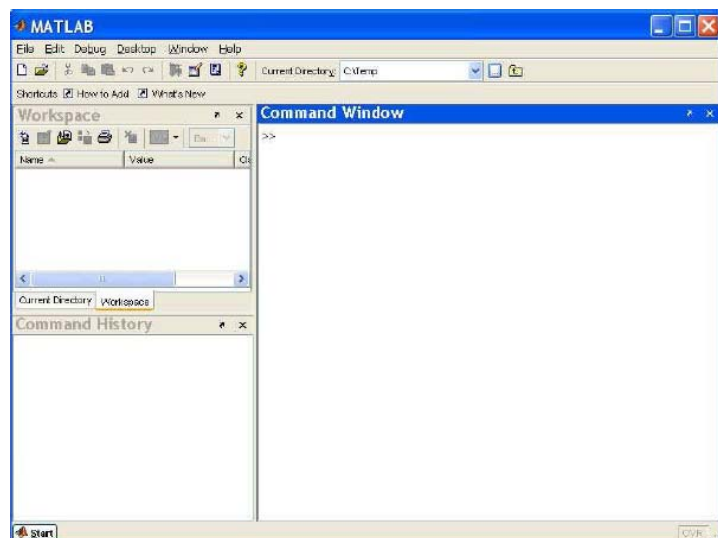 MATLAB
File Edit Debug Desktop Window Help
Current Directory: C:\Temp
Shortcuts How to Add What's New
Workspace
Name Value Cla
Current Directory Workspace
Command History
Command Window
>>
Start
OVR